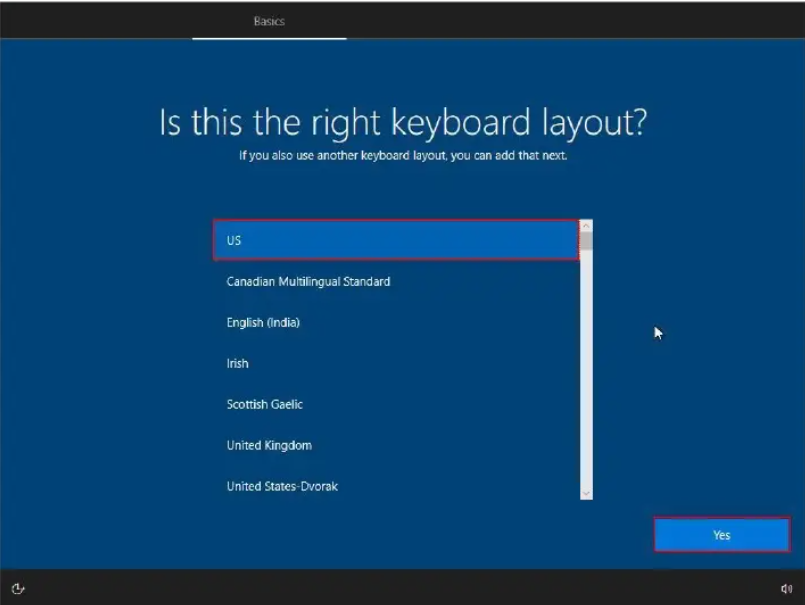 Basics
Is this the right keyboard layout?
If you also use another keyboard layout, you can add that next.
US
Canadian Multilingual Standard
English (India)
Irish
Scottish Gaelic
United Kingdom
United States-Dvorak
Yes